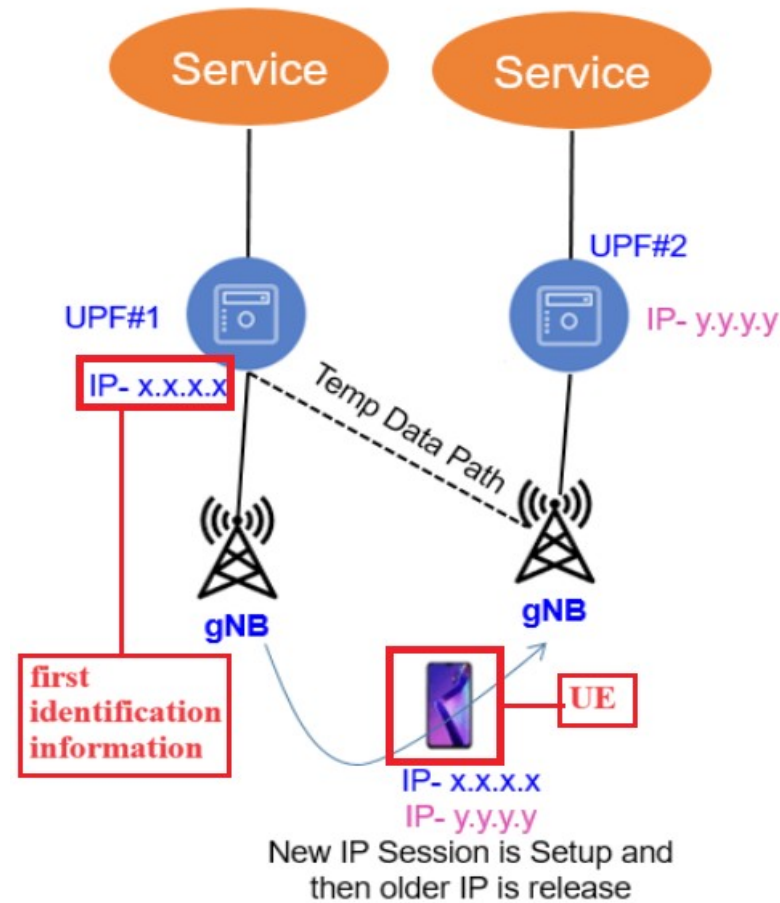 Service
Service
UPF#1
UPF#2
IP- x.x.x.x
IP- y.y.y.y
Temp Data Path
gNB
gNB
first
identification
information
UE
IP- x.x.x.x
IP- y.y.y.y
New IP Session is Setup and
then older IP is release